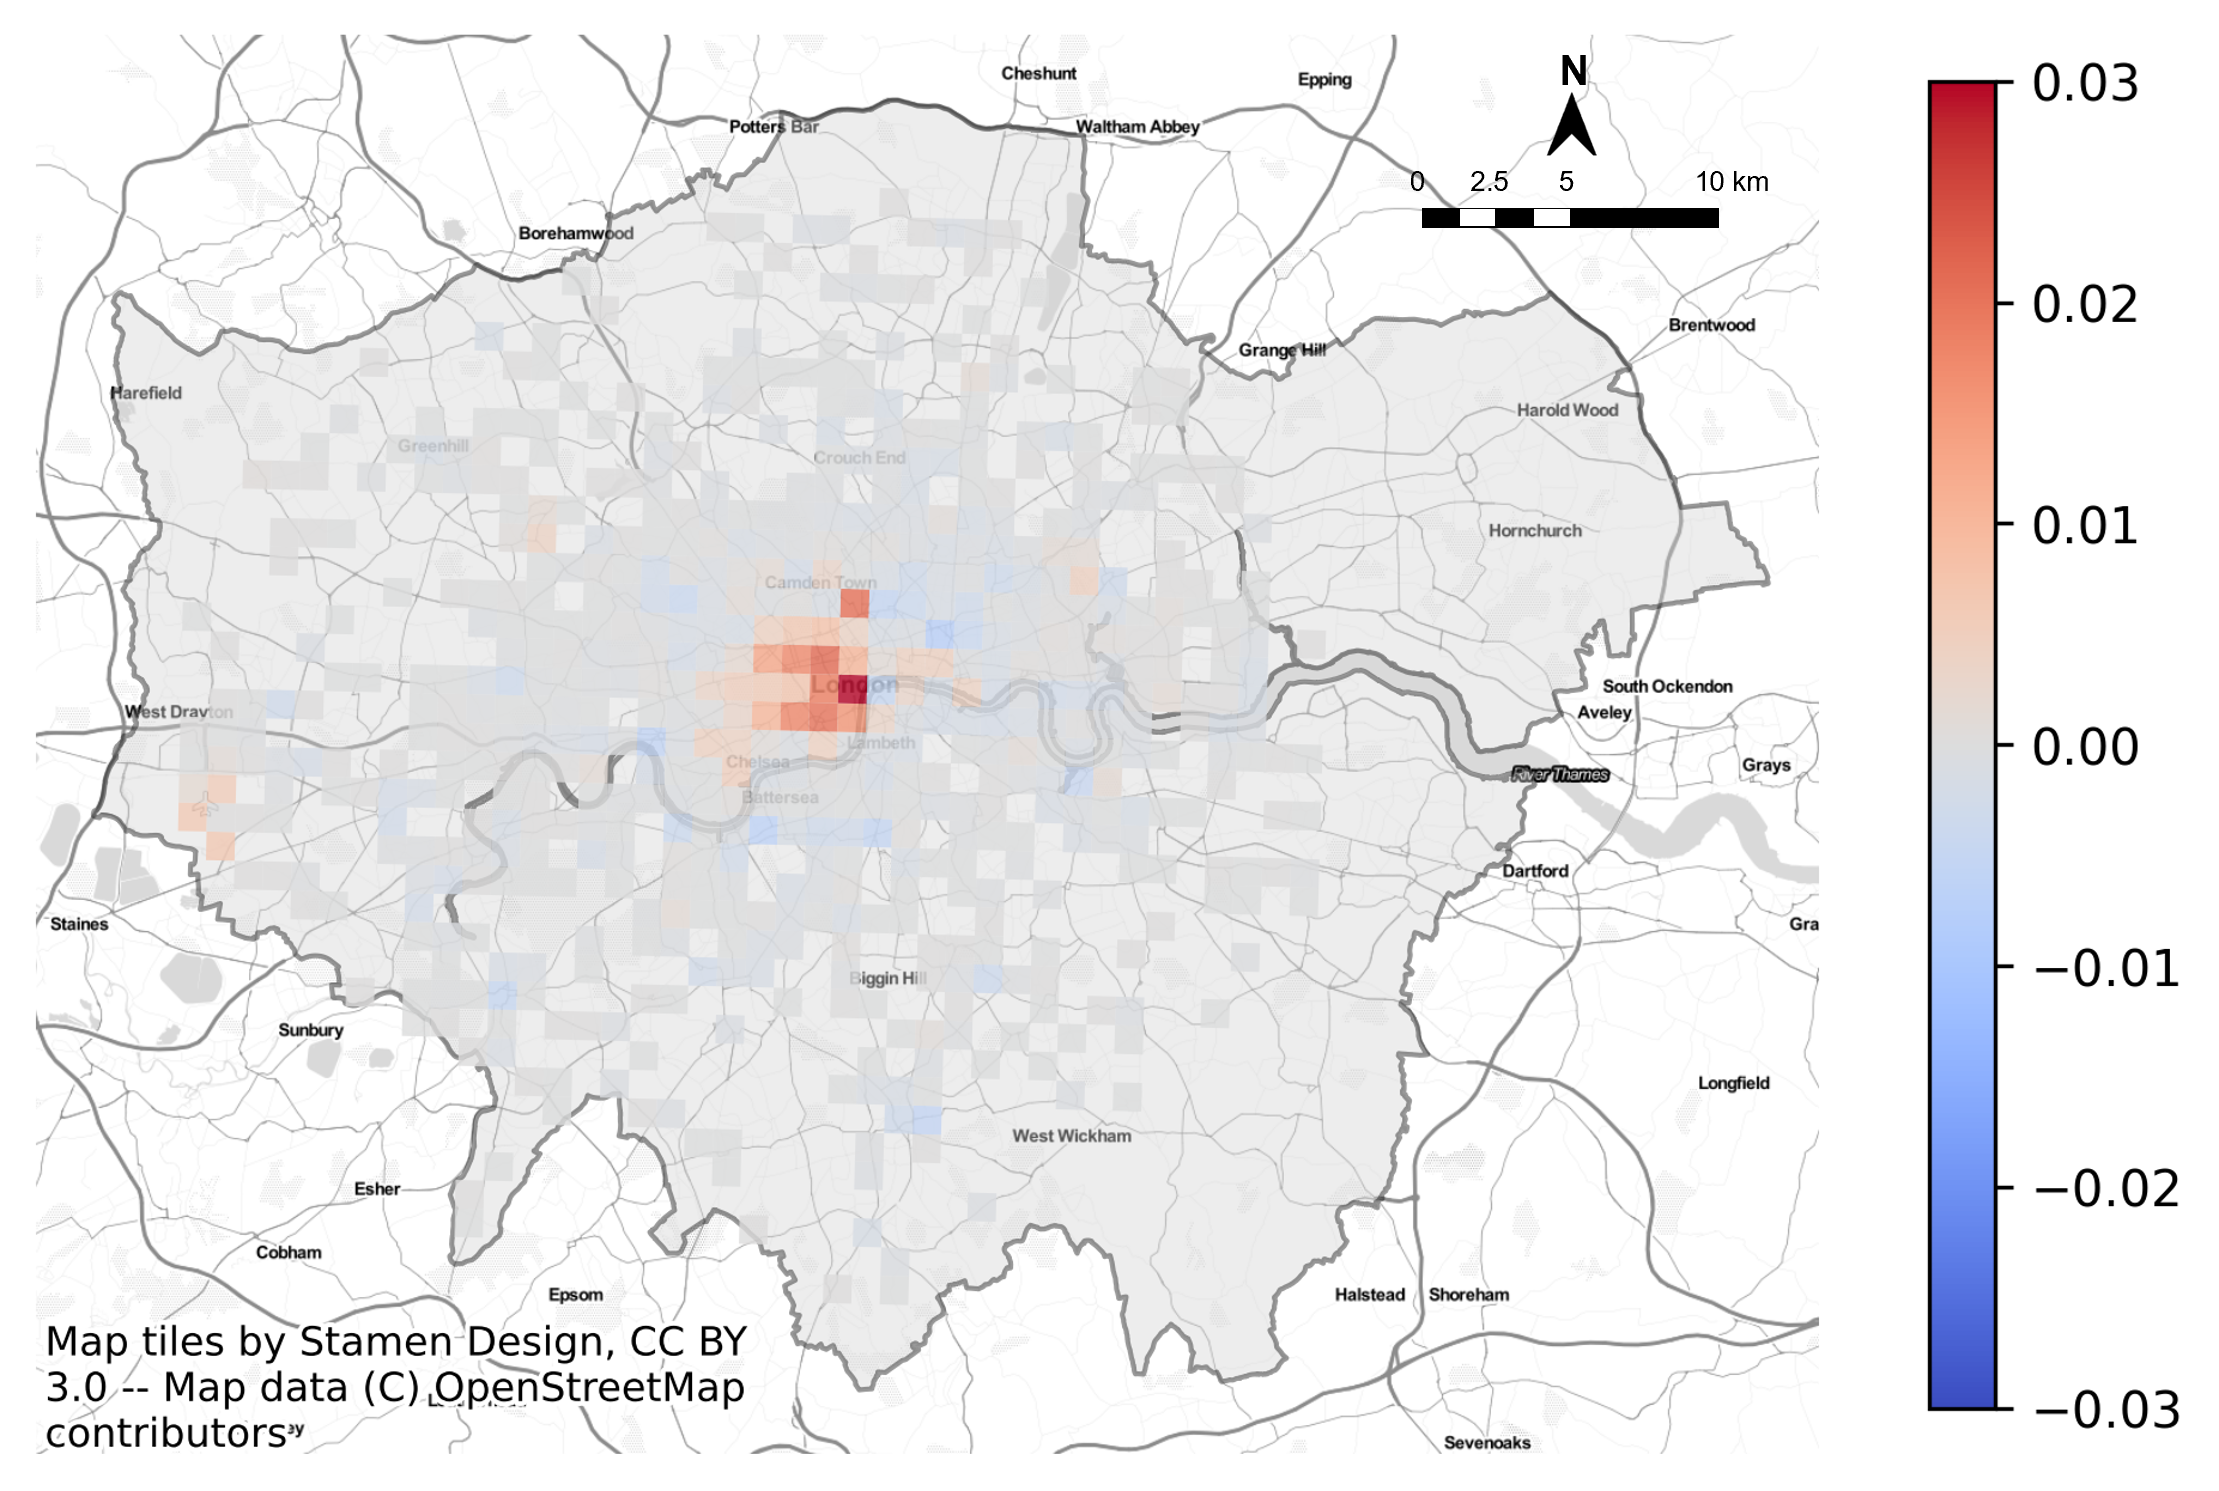 Cheshunt
Epping
N
Potters Bar
Waltham Abbey
0 2.5 5 10 km
Borehamwood
Brentwood
Grange Hill
Harefield
Harold Wood
Greenhill
Crouch End
Hornchurch
Camden Town
London
South Ockendon
West Drayton
Aveley
Lambeth
Chelsea
Grays
River Thames
Battersea
Dartford
Staines
Gra
Biggin Hill
Sunbury
Longfield
West Wickham
Esher
Cobham
Epsom
Halstead
Shoreham
Sevenoaks
Map tiles by Stamen Design, CC BY
3.0 -- Map data (C) OpenStreetMap
contributors
0.03
0.02
0.01
0.00
−0.01
−0.02
−0.03